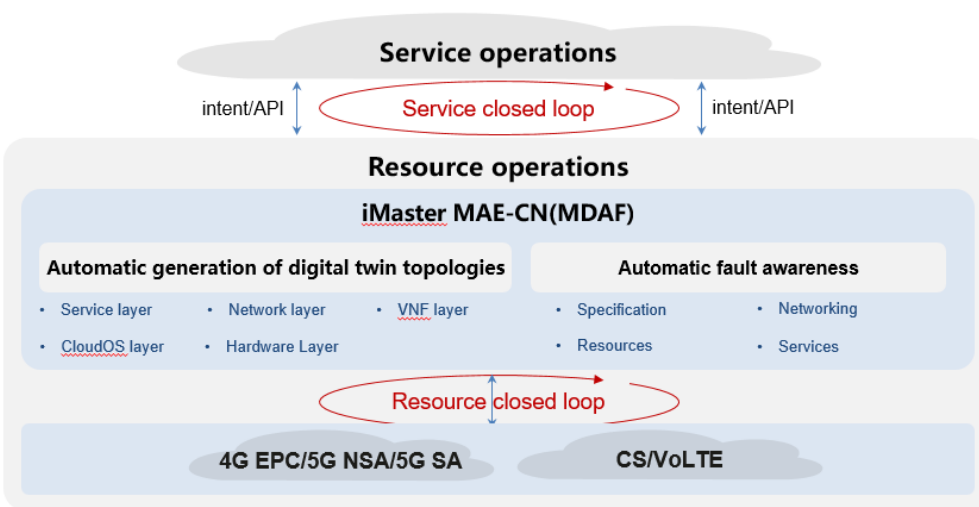 Service operations
intent/API
Service closed loop
intent/API
Resource operations
iMaster MAE-CN(MDAF)
Automatic generation of digital twin topologies
Automatic fault awareness
• Service layer • Network layer • VNF layer
• CloudOS layer • Hardware Layer
• Specification • Networking
• Resources • Services
Resource closed loop
4G EPC/5G NSA/5G SA
CS/VoLTE